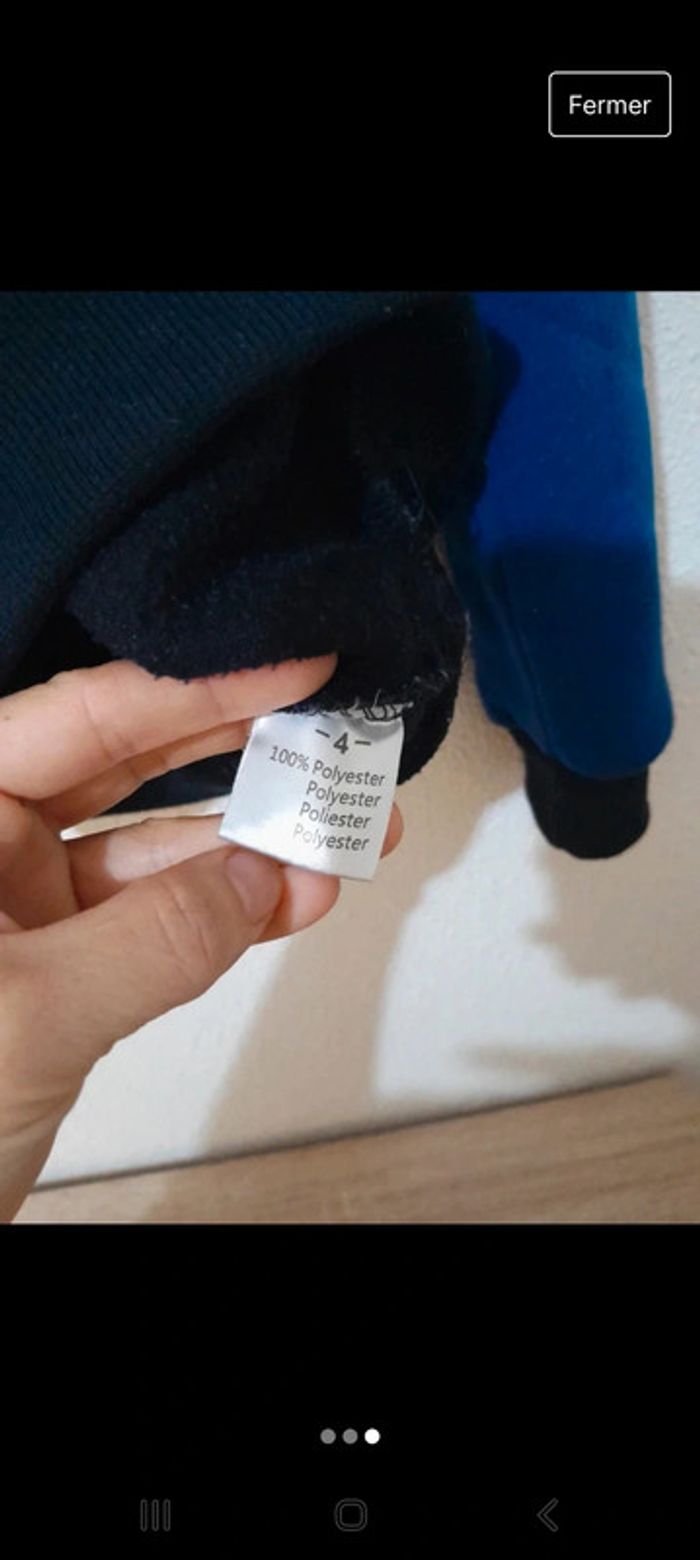 Fermer
-4-
100% Polyester
Polyester
Poliester
Polyester